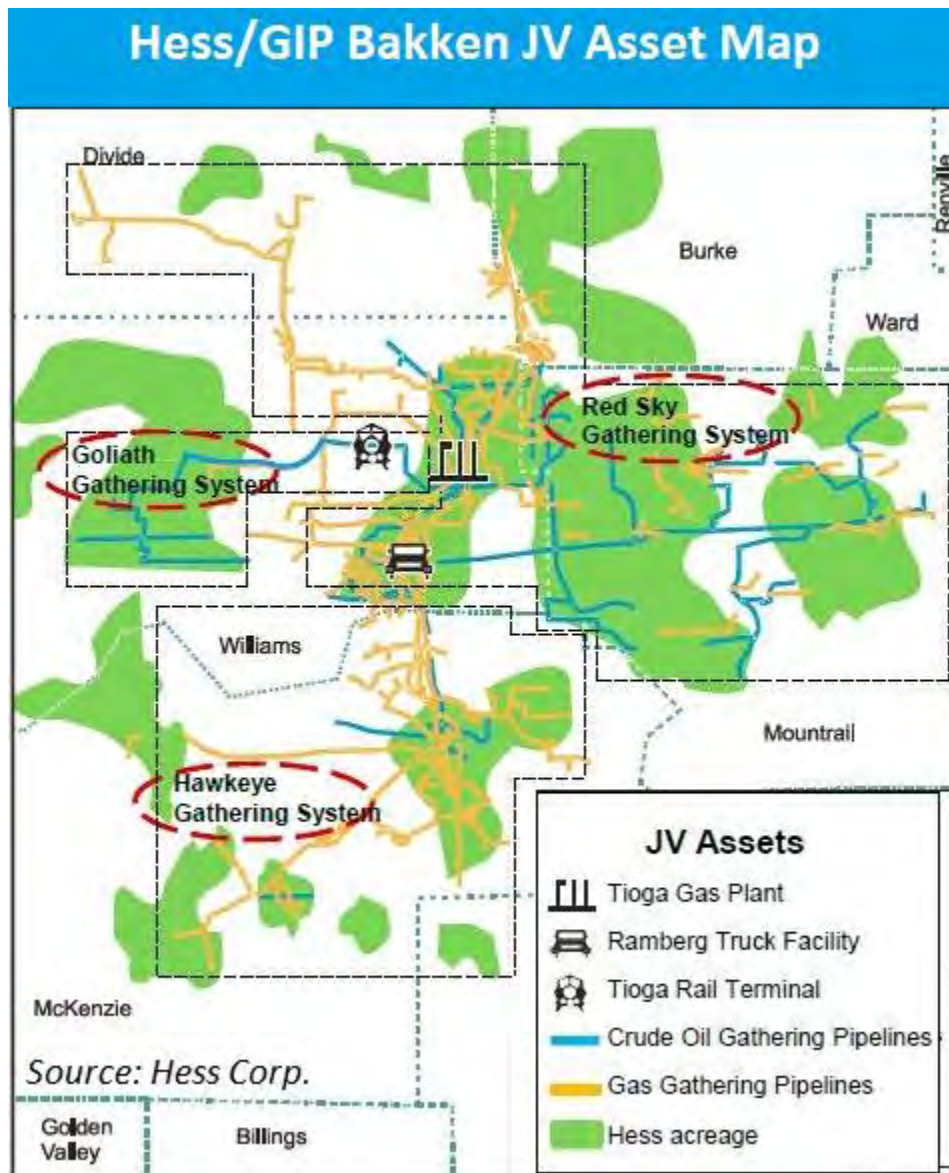 Hess/GIP Bakken JV Asset Map
Divide
Renville
Burke
Ward
Red Sky
Gathering System
Goliath
Gathering System
Williams
Mountrail
Hawkeye
Gathering System
McKenzie
Source: Hess Corp.
Golden
Valley
Billings
JV Assets
Tioga Gas Plant
Ramberg Truck Facility
Tioga Rail Terminal
Crude Oil Gathering Pipelines
Gas Gathering Pipelines
Hess acreage